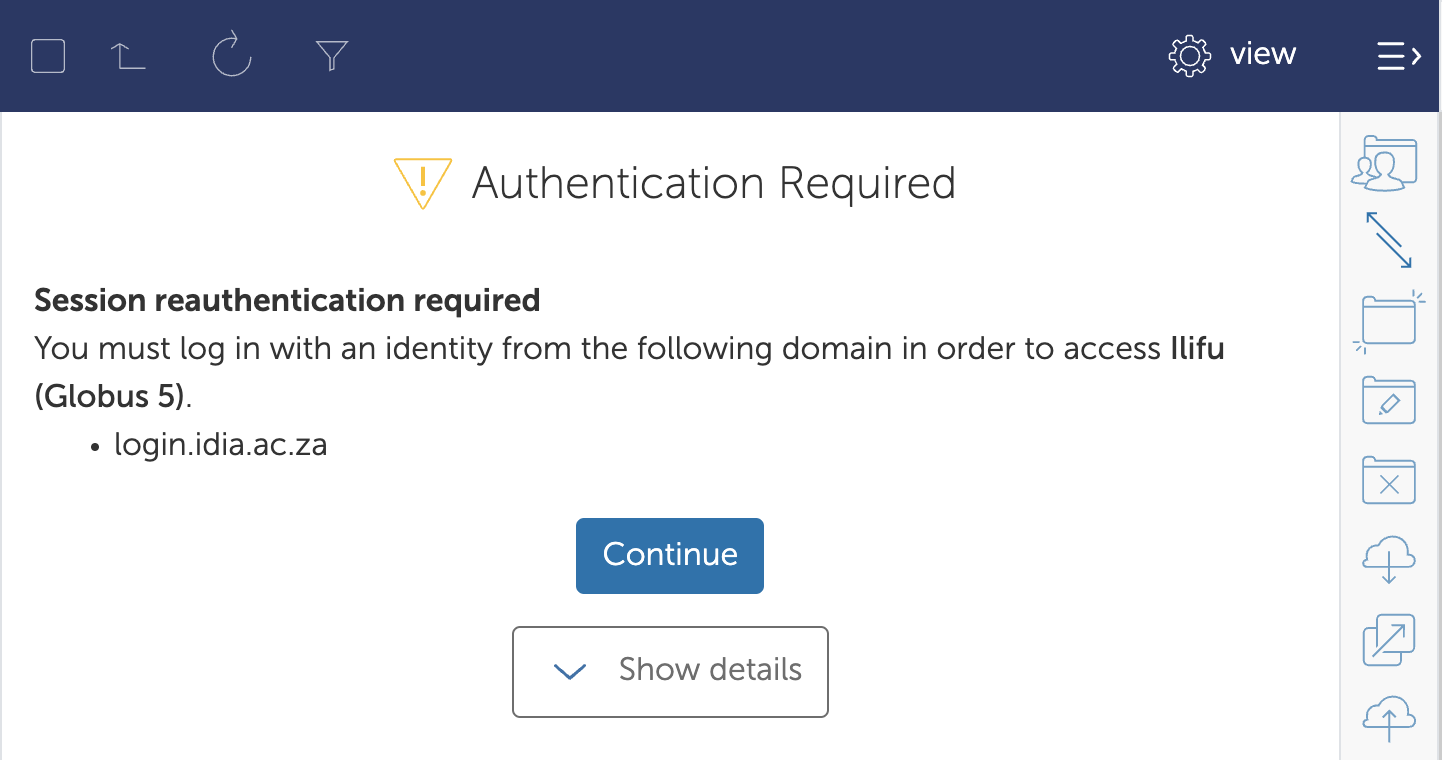 view
Authentication Required
Session reauthentication required
You must log in with an identity from the following domain in order to access Ilifu
(Globus 5).
• login.idia.ac.za
Continue
Show details